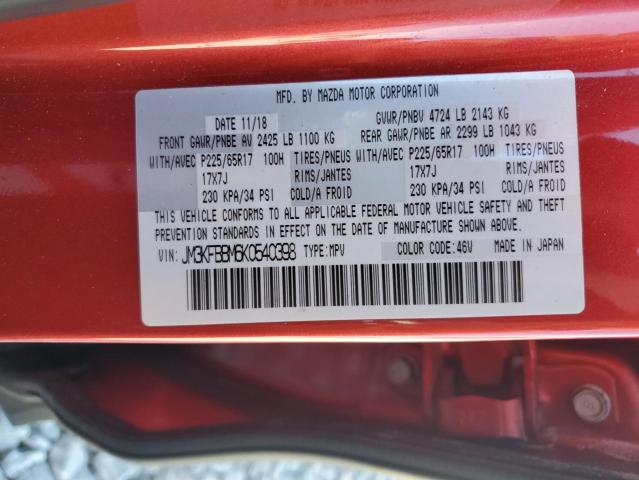 MFD. BY MAZDA MOTOR CORPORATION
DATE 11/18 GVWR/PNBV 4724 LB 2143 KG
FRONT GAWR/PNBE AV 2425 LB 1100 KG REAR GAWR/PNBE AR 2299 LB 1043 KG
WITH/AVEC P225/65R17 100H TIRES/PNEUS WITH/AVEC P225/65R17 100H TIRES/PNEUS
17X7J RIMS/JANTES 17X7J RIMS/JANTES
230 KPA/34 PSI COLD/A FROID 230 KPA/34 PSI COLD/A FROID
THIS VEHICLE CONFORMS TO ALL APPLICABLE FEDERAL MOTOR VEHICLE SAFETY AND THEFT
PREVENTION STANDARDS IN EFFECT ON THE DATE OF MANUFACTURE SHOWN ABOVE.
VIN: JM3KFBBM6K0540398 TYPE:MPV COLOR CODE:46V MADE IN JAPAN